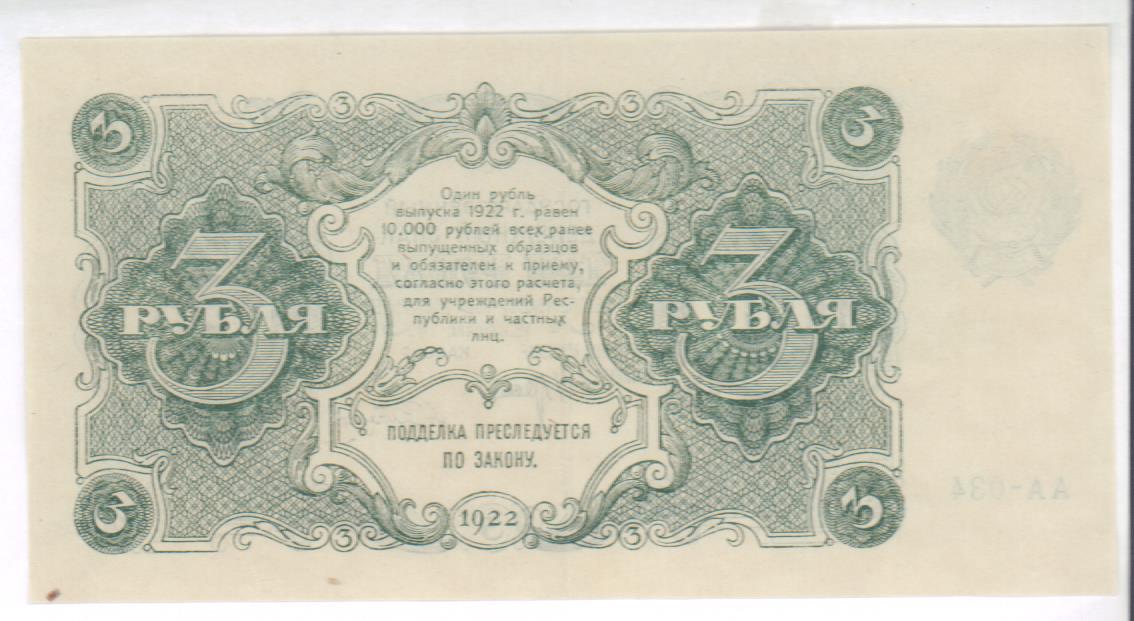 3 3 3 3
Один рубль
выпуска 1922 г. равен
10.000 рублей всех ранее
выпущенных образцов
и обязателен к приему,
согласно этого расчета,
для учреждений Рес-
публики и частных
лиц.
3 РУБЛЯ
3 РУБЛЯ
ПОДДЕЛКА ПРЕСЛЕДУЕТСЯ
ПО ЗАКОНУ.
АА-034
3 3 1922 3 3